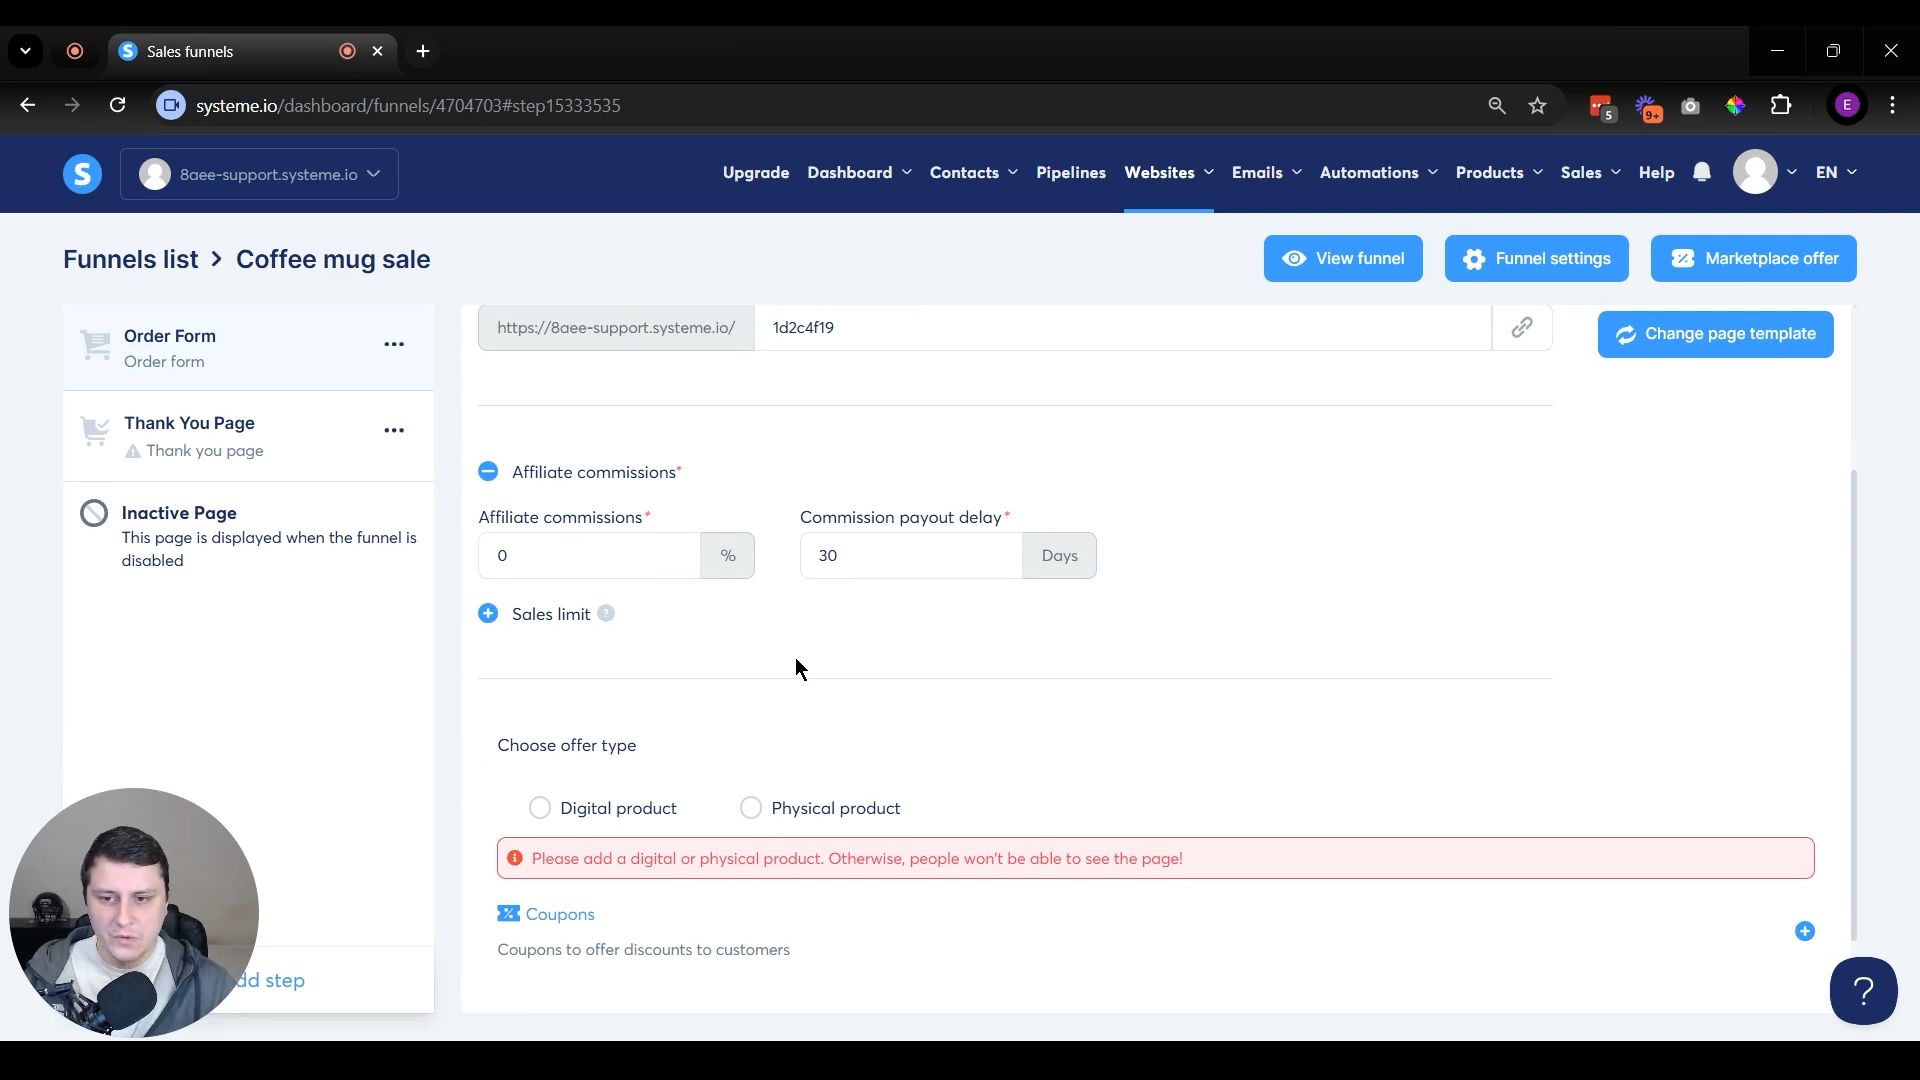 Sales funnels
systeme.io/dashboard/funnels/4704703#step15333535
5
9+
E
S
8aee-support.systeme.io
Upgrade Dashboard Contacts Pipelines Websites Emails Automations Products Sales Help EN
Funnels list > Coffee mug sale
View funnel
Funnel settings
Marketplace offer
Order Form
Order form
Thank You Page
Thank you page
Inactive Page
This page is displayed when the funnel is
disabled
dd step
https://8aee-support.systeme.io/ 1d2c4f19
Change page template
Affiliate commissions*
Affiliate commissions* Commission payout delay*
0 % 30 Days
Sales limit ?
Choose offer type
Digital product Physical product
Please add a digital or physical product. Otherwise, people won't be able to see the page!
Coupons
Coupons to offer discounts to customers
?